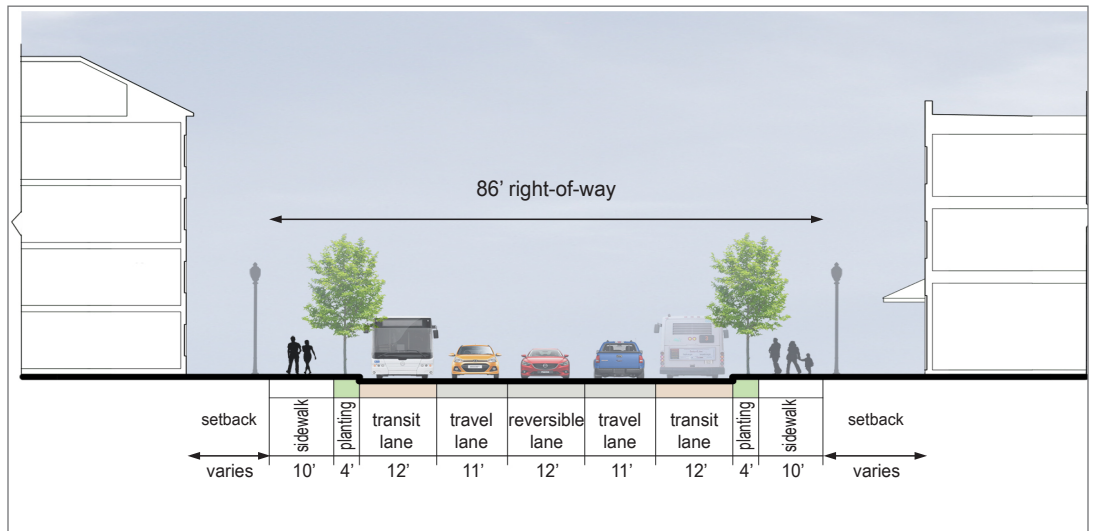 86’ right-of-way
setback
sidewalk
planting
transit
lane
travel
lane
reversible
lane
travel
lane
transit
lane
planting
sidewalk
setback
varies
10’
4’
12’
11’
12’
11’
12’
4’
10’
varies